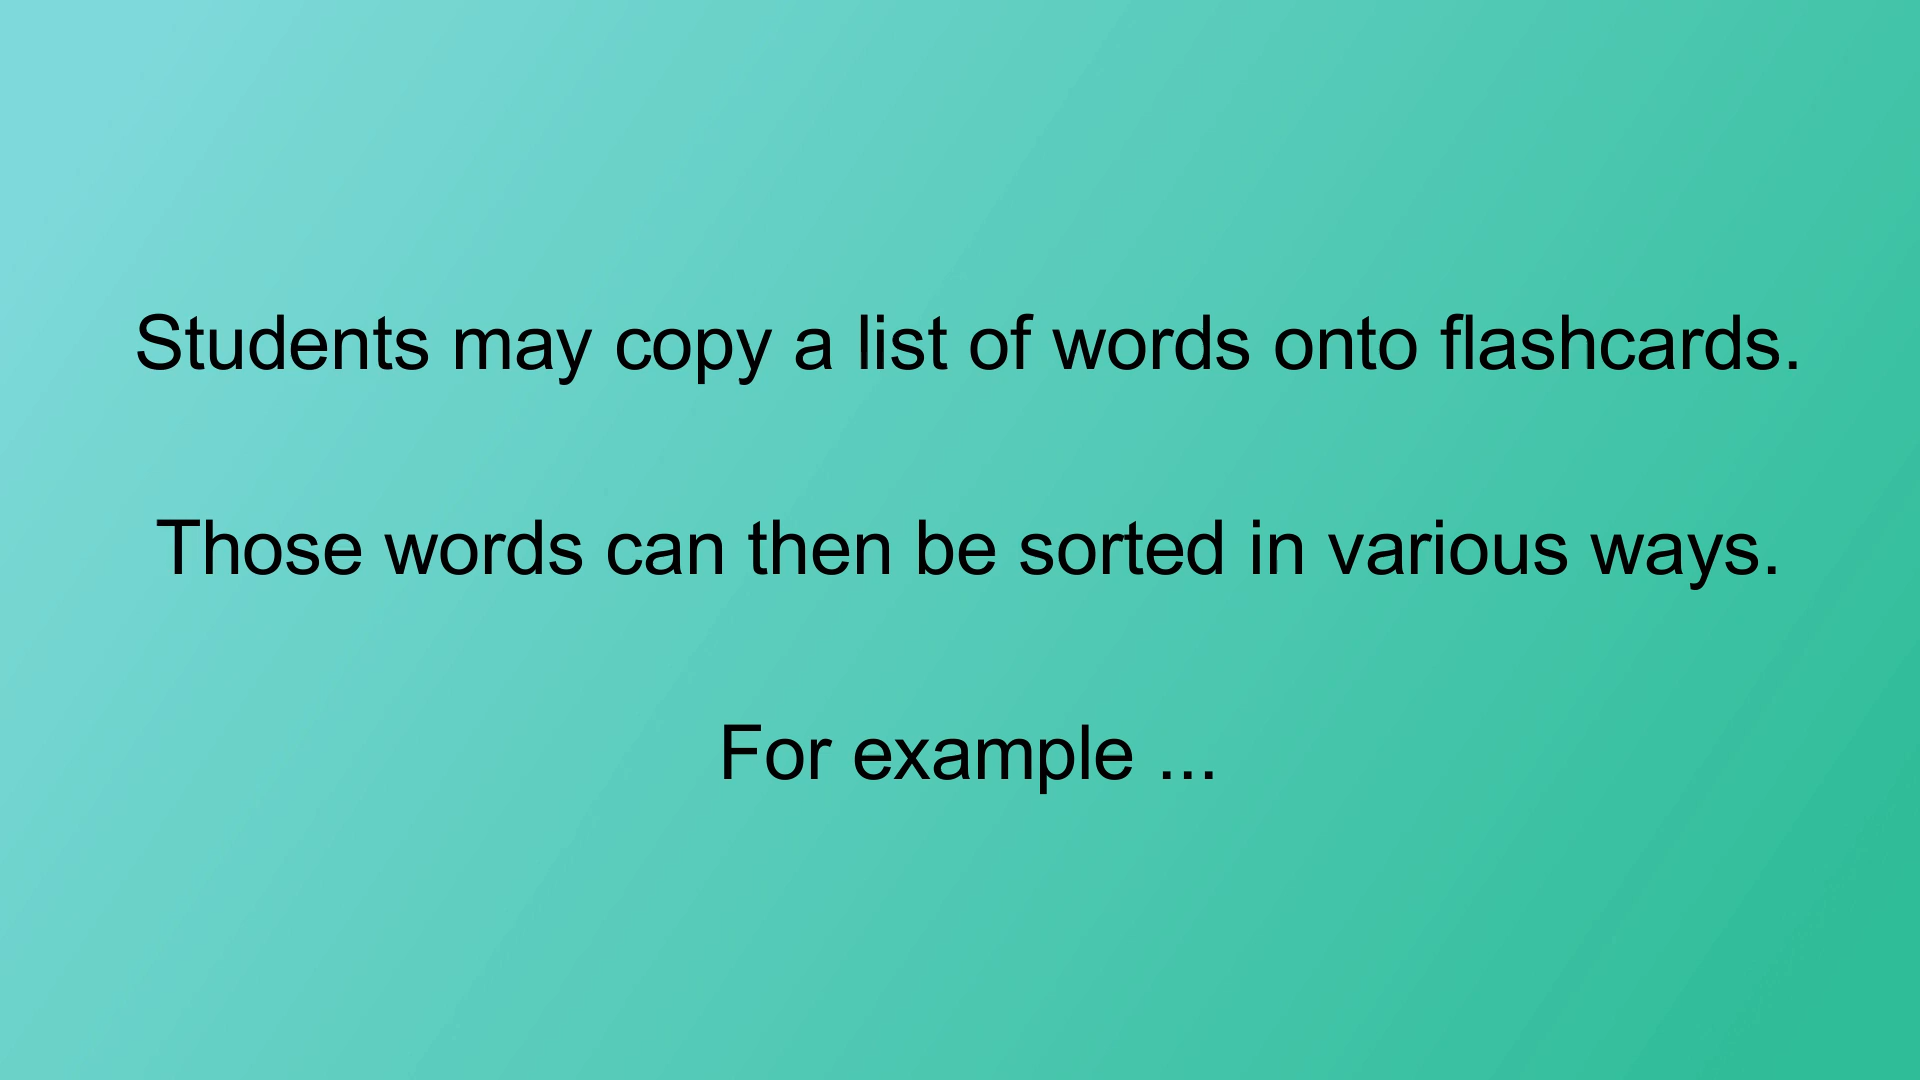 Students may copy a list of words onto flashcards.
Those words can then be sorted in various ways.
For example ...